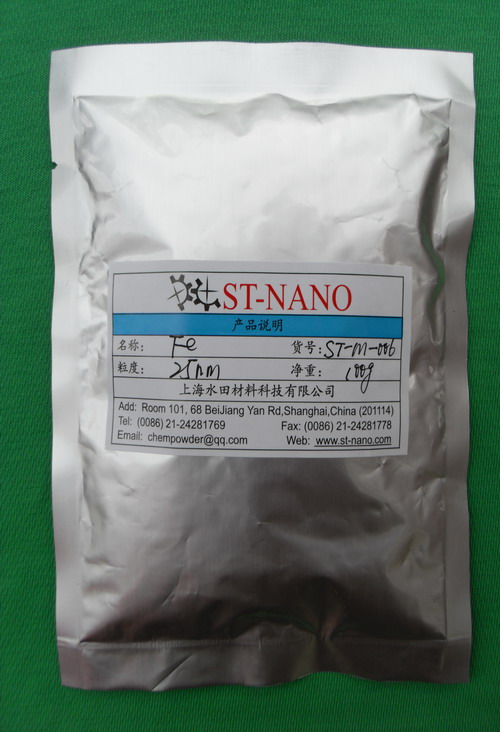 ST-NANO
产品说明
名称: Fe 货号: ST-M-006
粒度: 25nm 净重: 100g
上海水田材料科技有限公司
Add: Room 101, 68 BeiJiang Yan Rd,Shanghai,China (201114)
Tel: (0086) 21-24281769 Fax: (0086) 21-24281778
Email: chempowder@qq.com Web: www.st-nano.com